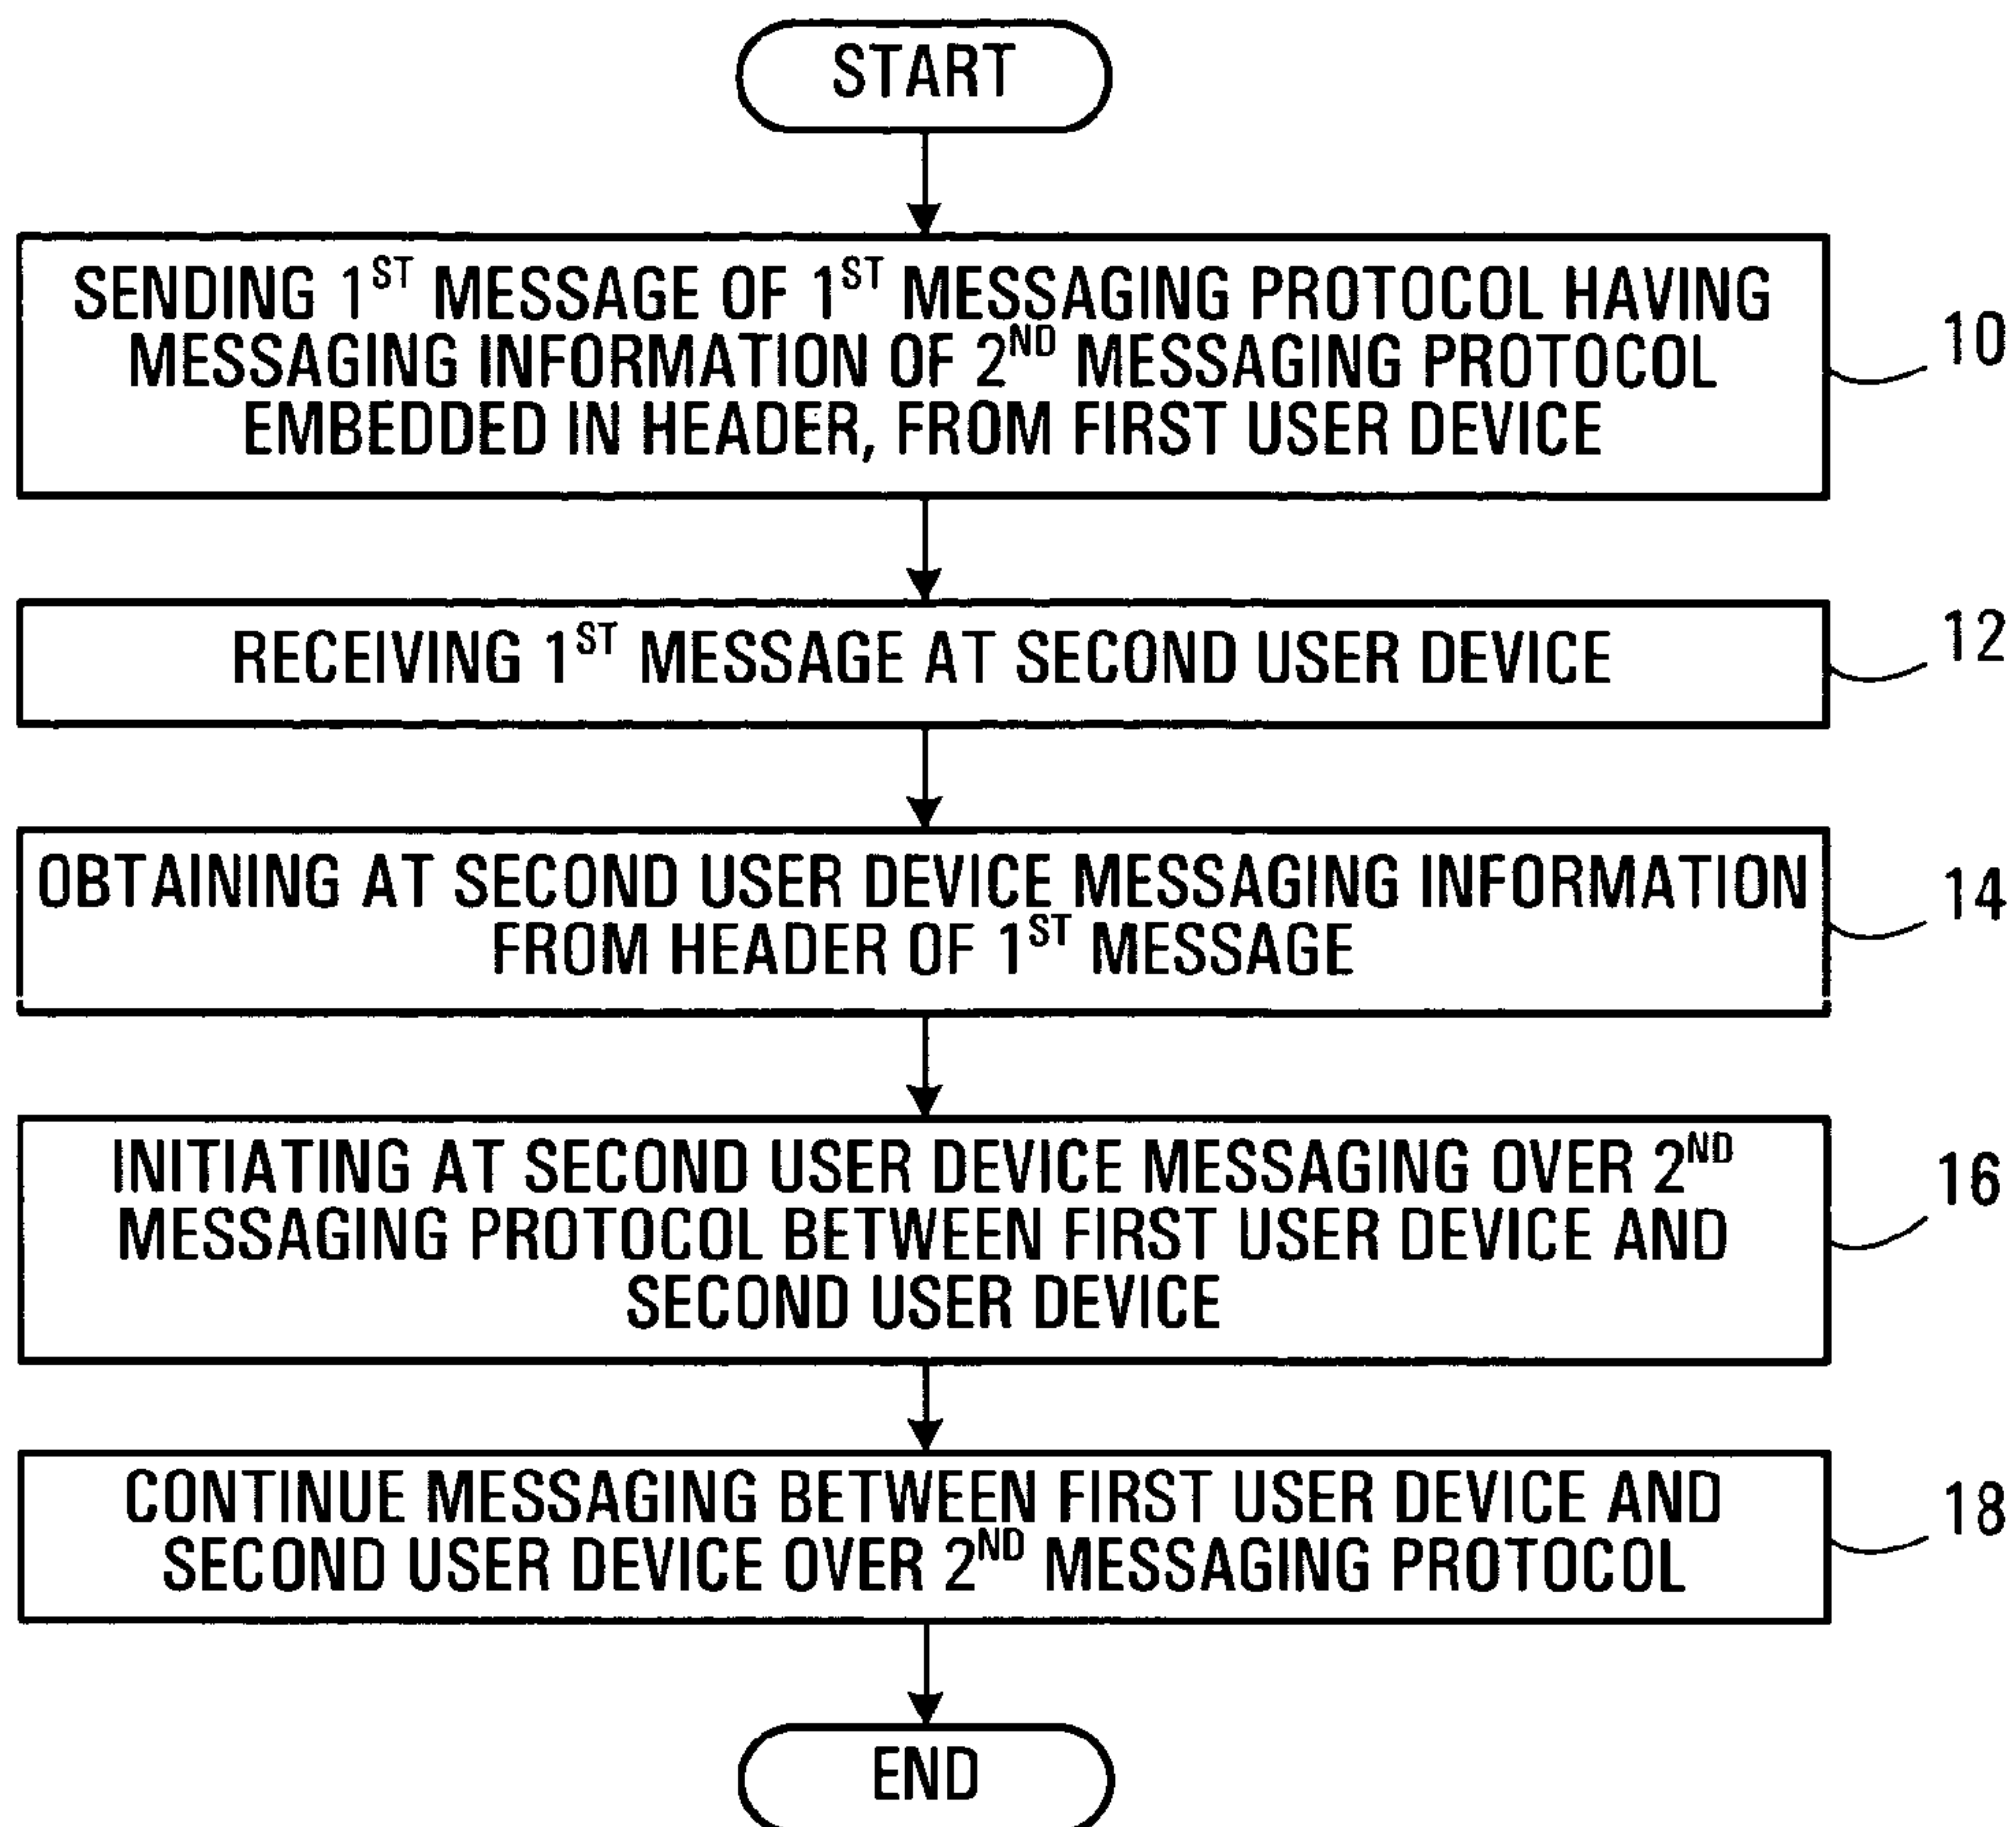 START
SENDING 1ST MESSAGE OF 1ST MESSAGING PROTOCOL HAVING
MESSAGING INFORMATION OF 2ND MESSAGING PROTOCOL
EMBEDDED IN HEADER, FROM FIRST USER DEVICE
10
RECEIVING 1ST MESSAGE AT SECOND USER DEVICE
12
OBTAINING AT SECOND USER DEVICE MESSAGING INFORMATION
FROM HEADER OF 1ST MESSAGE
14
INITIATING AT SECOND USER DEVICE MESSAGING OVER 2ND
MESSAGING PROTOCOL BETWEEN FIRST USER DEVICE AND
SECOND USER DEVICE
16
CONTINUE MESSAGING BETWEEN FIRST USER DEVICE AND
SECOND USER DEVICE OVER 2ND MESSAGING PROTOCOL
18
END